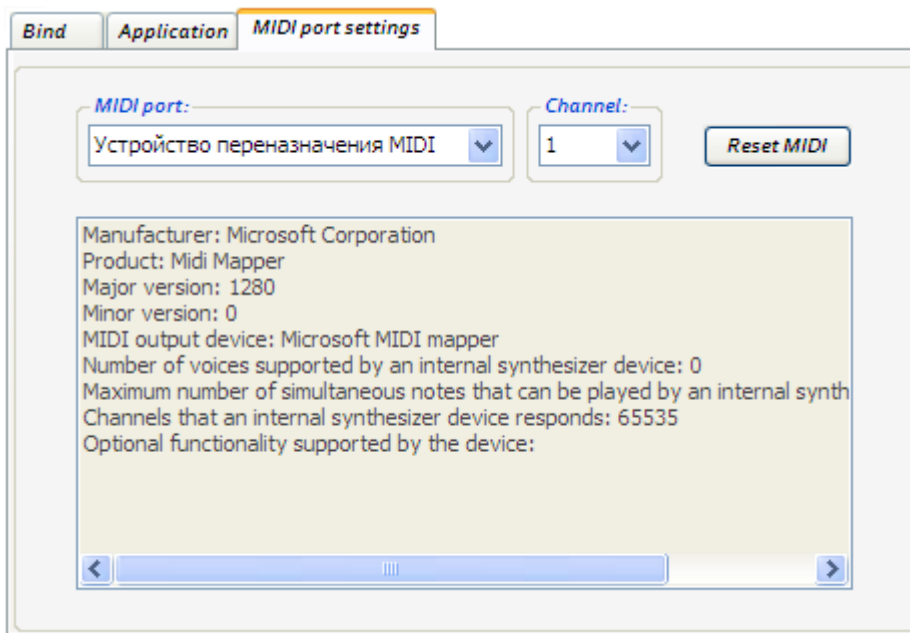 Bind Application MIDI port settings
MIDI port: Channel:
Устройство переназначения MIDI 1 Reset MIDI
Manufacturer: Microsoft Corporation
Product: Midi Mapper
Major version: 1280
Minor version: 0
MIDI output device: Microsoft MIDI mapper
Number of voices supported by an internal synthesizer device: 0
Maximum number of simultaneous notes that can be played by an internal synth
Channels that an internal synthesizer device responds: 65535
Optional functionality supported by the device: